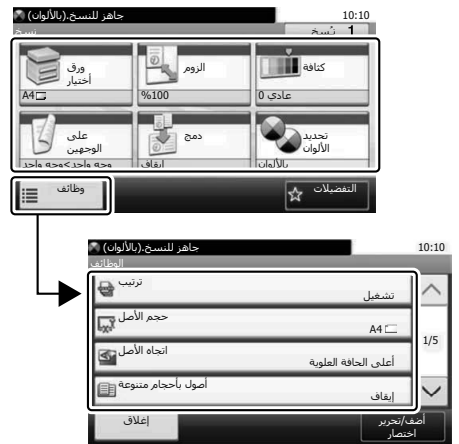 جاهز للنسخ.(بالألوان)
10:10
نسخ
نُسخ 1
ورق
أختيار
A4
الزوم
%100
كثافة
عادي 0
على
الوجهين
وجه واحد>وجه واحد
دمج
إيقاف
تحديد
الألوان
بالألوان
وظائف
التفضيلات
جاهز للنسخ.(بالألوان)
10:10
الوظائف
ترتيب
تشغيل
حجم الأصل
A4
1/5
اتجاه الأصل
أعلى الحافة العلوية
أصول بأحجام متنوعة
إيقاف
إغلاق
أضف/تحرير
اختصار